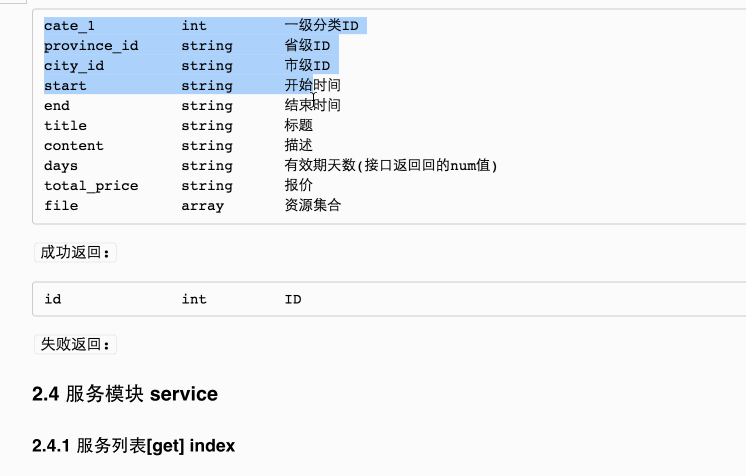 cate_1 int 一级分类ID
province_id string 省级ID
city_id string 市级ID
start string 开始时间
end string 结束时间
title string 标题
content string 描述
days string 有效期天数(接口返回回的num值)
total_price string 报价
file array 资源集合
成功返回：
id int ID
失败返回：
2.4 服务模块 service
2.4.1 服务列表[get] index